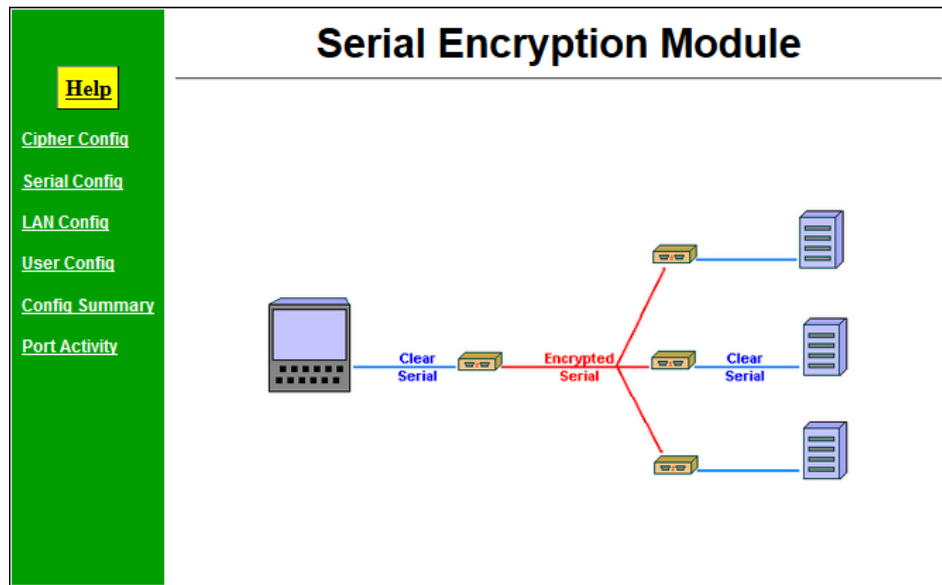 Serial Encryption Module
Help
Cipher Config
Serial Config
LAN Config
User Config
Config Summary
Port Activity
Clear
Serial
Encrypted
Serial
Clear
Serial